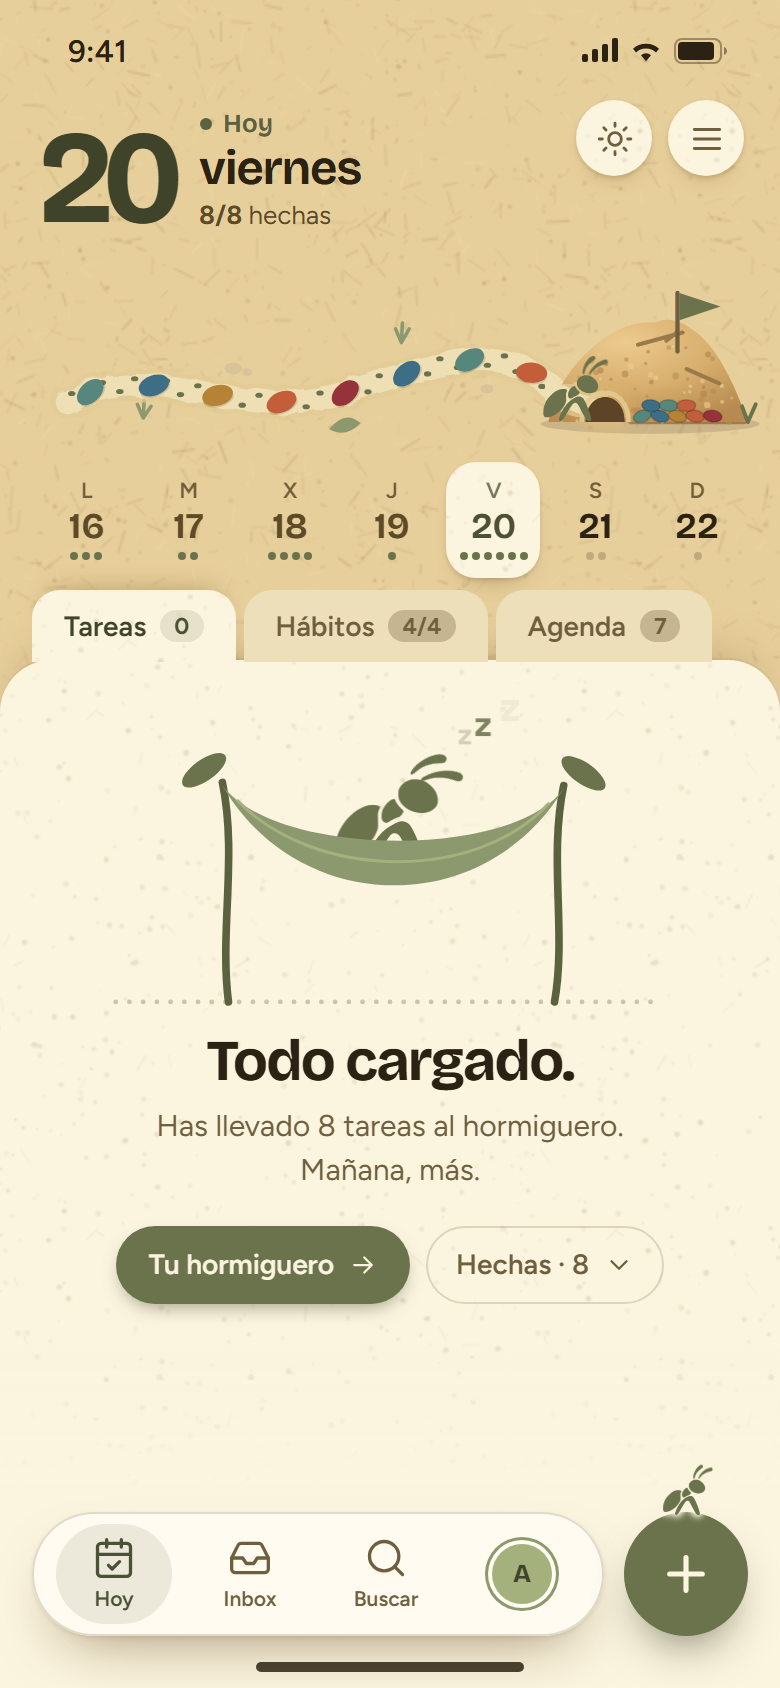 9:41
20
Hoy
viernes
8/8 hechas
L M X J V S D
16 17 18 19 20 21 22
Tareas 0
Hábitos 4/4
Agenda 7
z z z
Todo cargado.
Has llevado 8 tareas al hormiguero.
Mañana, más.
Tu hormiguero →
Hechas · 8
Hoy
Inbox
Buscar
A